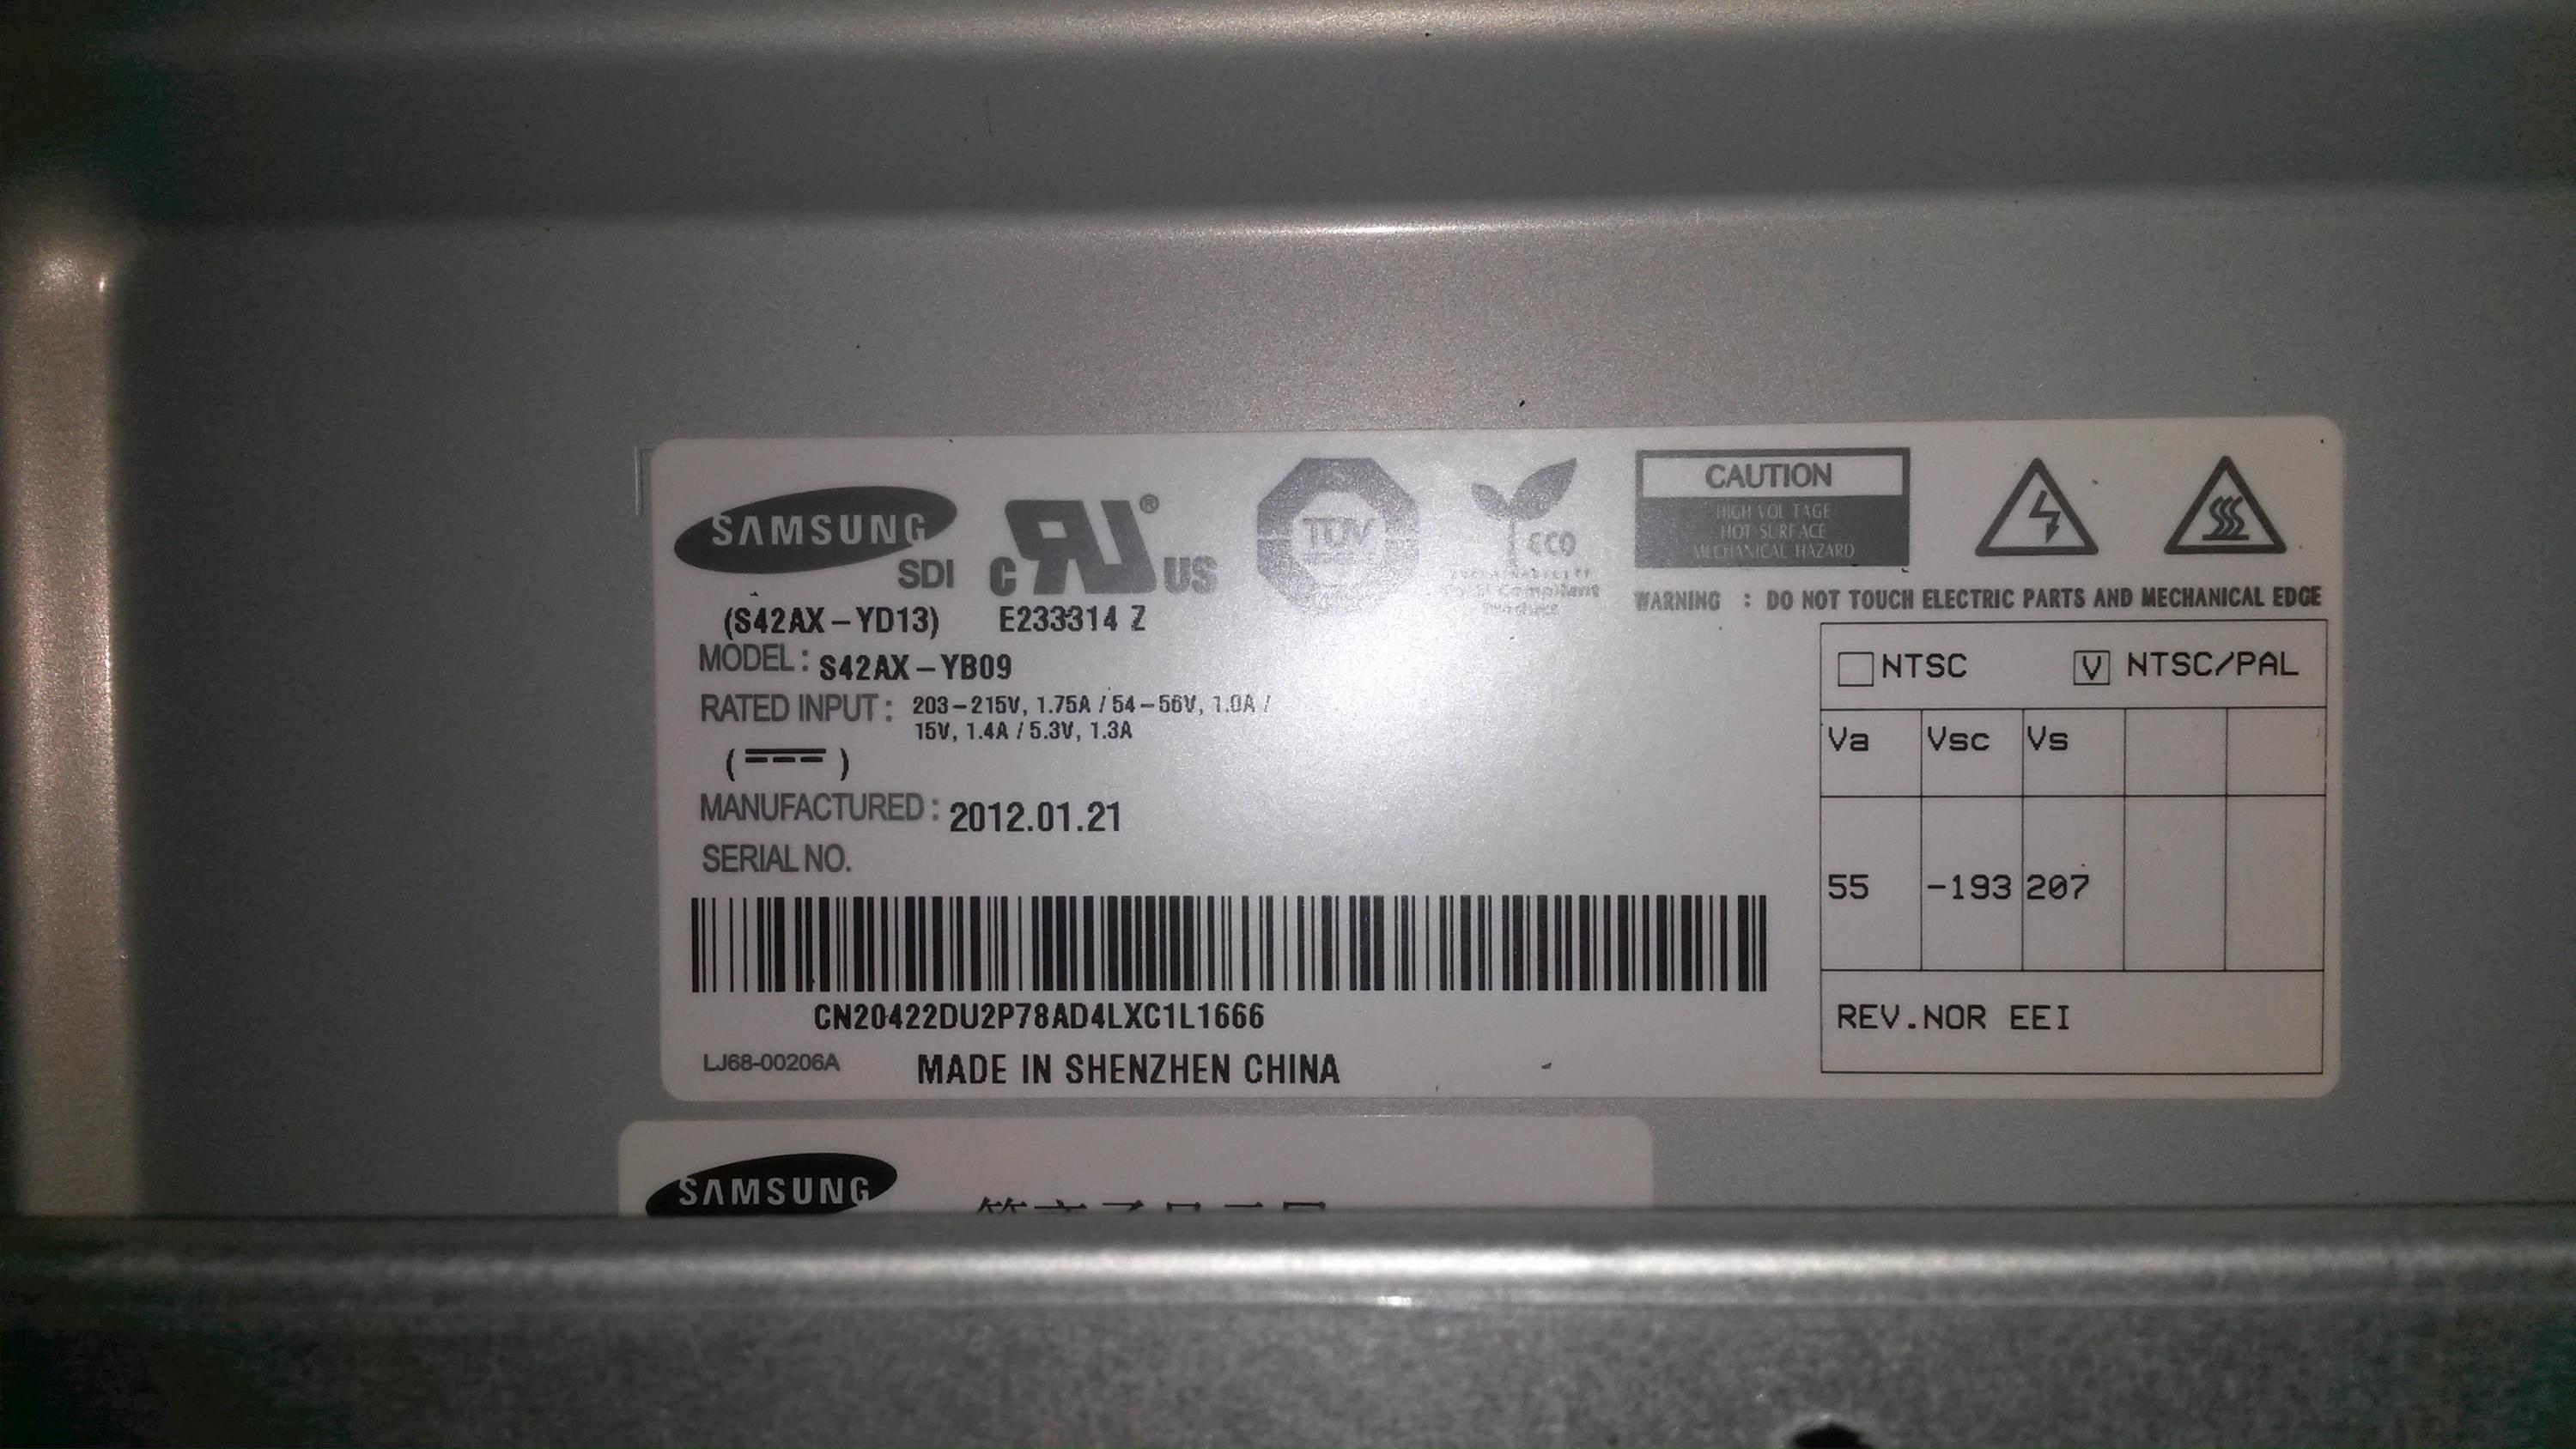 SAMSUNG
SDI
C RU® US
TÜV
ECO
CAUTION
HIGH VOLTAGE
HOT SURFACE
MECHANICAL HAZARD
WARNING : DO NOT TOUCH ELECTRIC PARTS AND MECHANICAL EDGE
(S42AX-YD13) E233314 Z
MODEL : S42AX-YB09
RATED INPUT : 203-215V, 1.75A / 54-56V, 1.0A /
15V, 1.4A / 5.3V, 1.3A
MANUFACTURED : 2012.01.21
SERIAL NO.
CN20422DU2P78AD4LXC1L1666
LJ68-00206A MADE IN SHENZHEN CHINA
NTSC V NTSC/PAL
Va Vsc Vs
55 -193 207
REV.NOR EEI
SAMSUNG